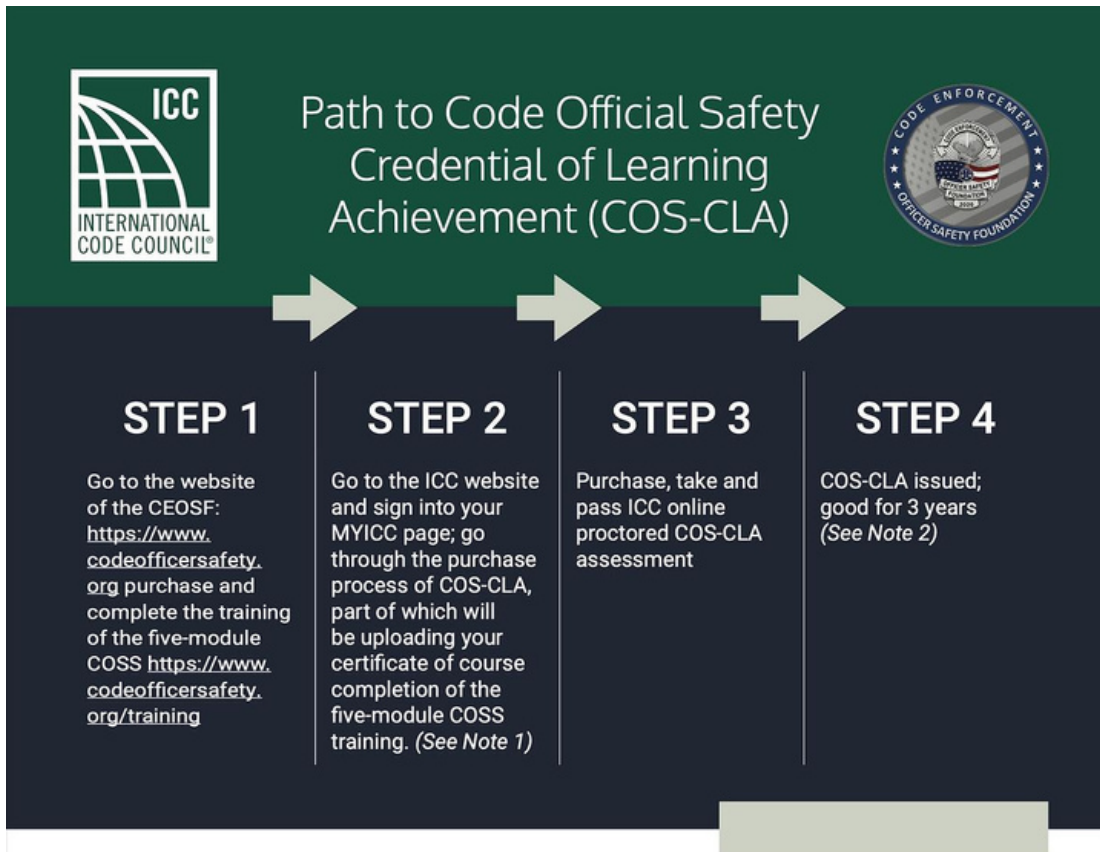 ICC
INTERNATIONAL
CODE COUNCIL®
Path to Code Official Safety
Credential of Learning
Achievement (COS-CLA)
CODE ENFORCEMENT
OFFICER SAFETY FOUNDATION
CODE ENFORCEMENT
OFFICER SAFETY
FOUNDATION
STEP 1
Go to the website
of the CEOSF:
https://www.
codeofficersafety.
org purchase and
complete the training
of the five-module
COSS https://www.
codeofficersafety.
org/training
STEP 2
Go to the ICC website
and sign into your
MYICC page; go
through the purchase
process of COS-CLA,
part of which will
be uploading your
certificate of course
completion of the
five-module COSS
training. (See Note 1)
STEP 3
Purchase, take and
pass ICC online
proctored COS-CLA
assessment
STEP 4
COS-CLA issued;
good for 3 years
(See Note 2)